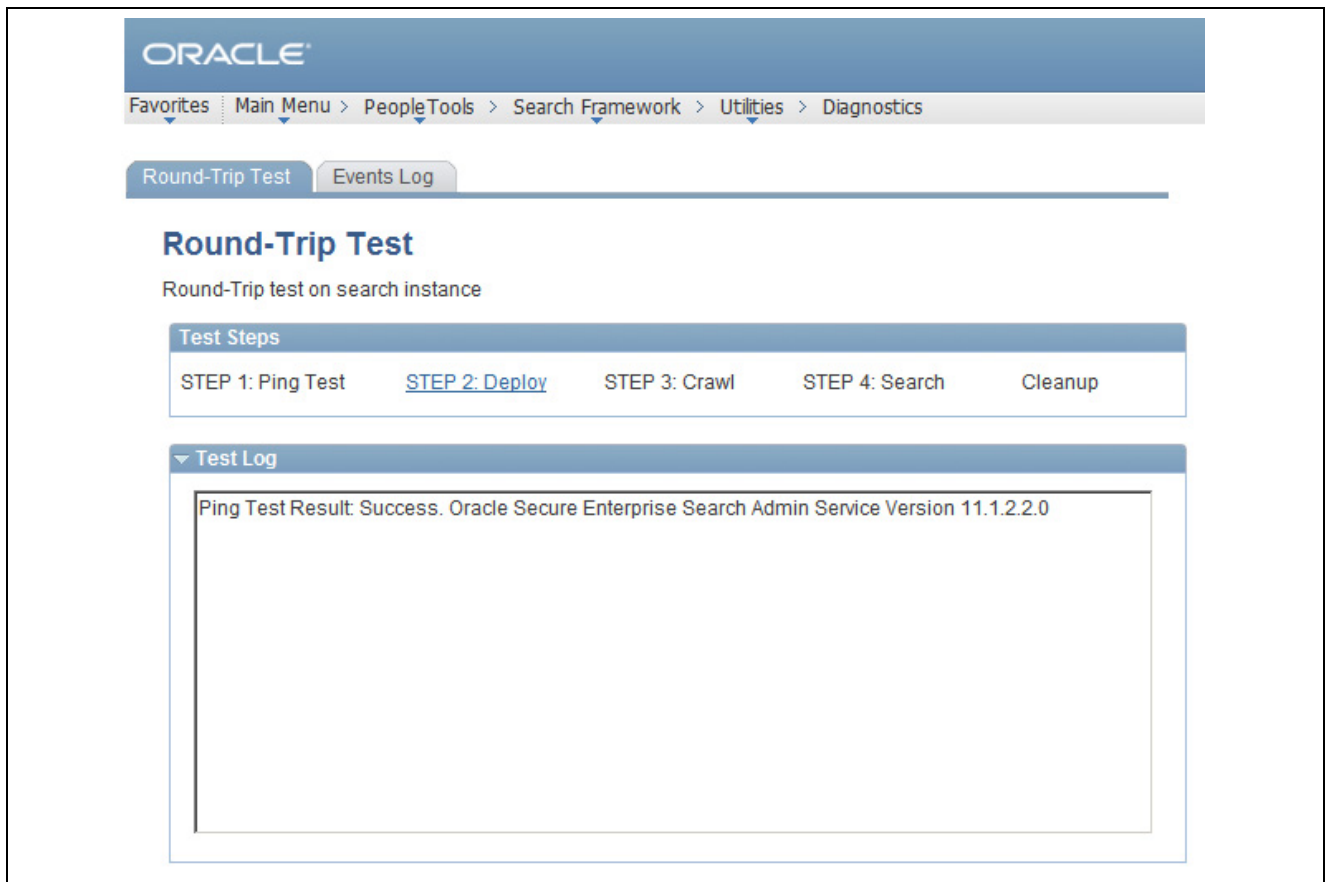 ORACLE
Favorites Main Menu > PeopleTools > Search Framework > Utilities > Diagnostics
Round-Trip Test Events Log
Round-Trip Test
Round-Trip test on search instance
Test Steps
STEP 1: Ping Test STEP 2: Deploy STEP 3: Crawl STEP 4: Search Cleanup
Test Log
Ping Test Result: Success. Oracle Secure Enterprise Search Admin Service Version 11.1.2.2.0